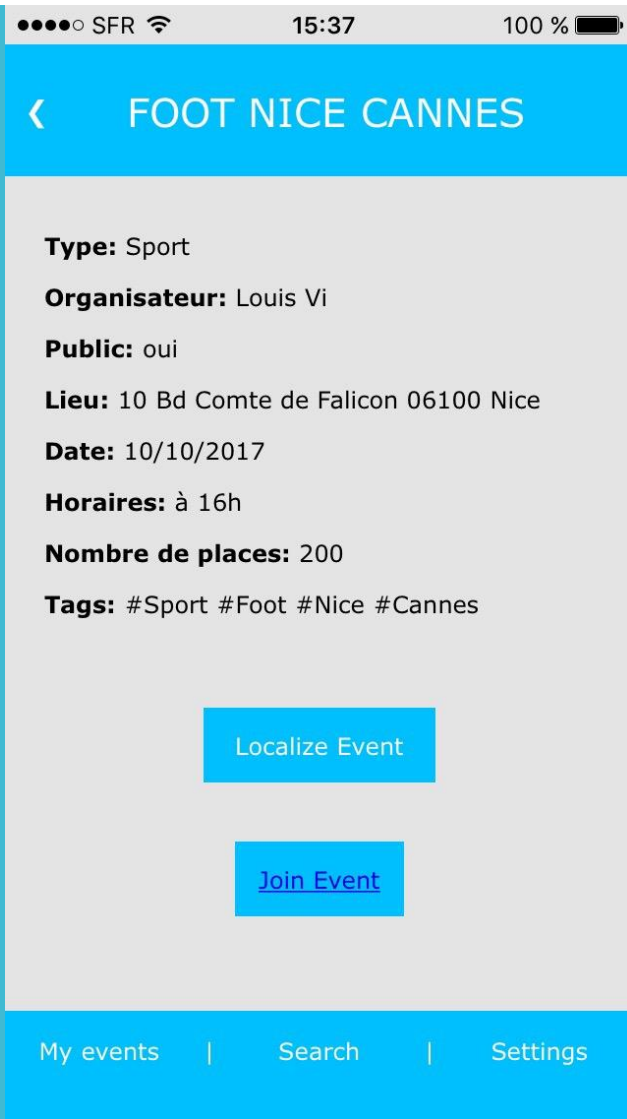 SFR 15:37 100 %
FOOT NICE CANNES
Type: Sport
Organisateur: Louis Vi
Public: oui
Lieu: 10 Bd Comte de Falicon 06100 Nice
Date: 10/10/2017
Horaires: à 16h
Nombre de places: 200
Tags: #Sport #Foot #Nice #Cannes
Localize Event
Join Event
My events | Search | Settings